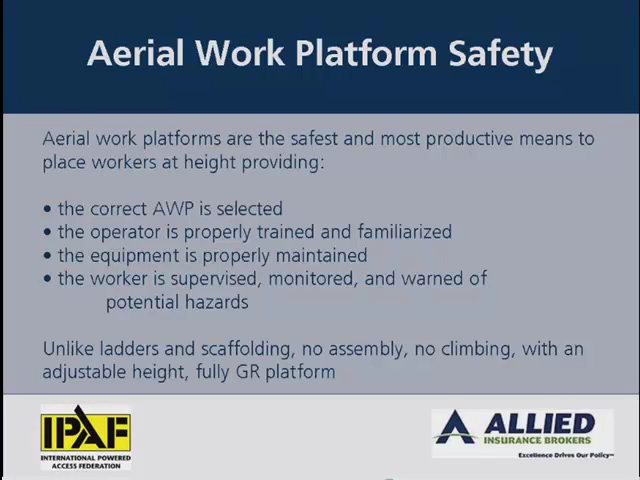 Aerial Work Platform Safety
Aerial work platforms are the safest and most productive means to
place workers at height providing:
• the correct AWP is selected
• the operator is properly trained and familiarized
• the equipment is properly maintained
• the worker is supervised, monitored, and warned of
potential hazards
Unlike ladders and scaffolding, no assembly, no climbing, with an
adjustable height, fully GR platform
IPAF
INTERNATIONAL POWERED
ACCESS FEDERATION
ALLIED
INSURANCE BROKERS
Excellence Drives Our Policy™